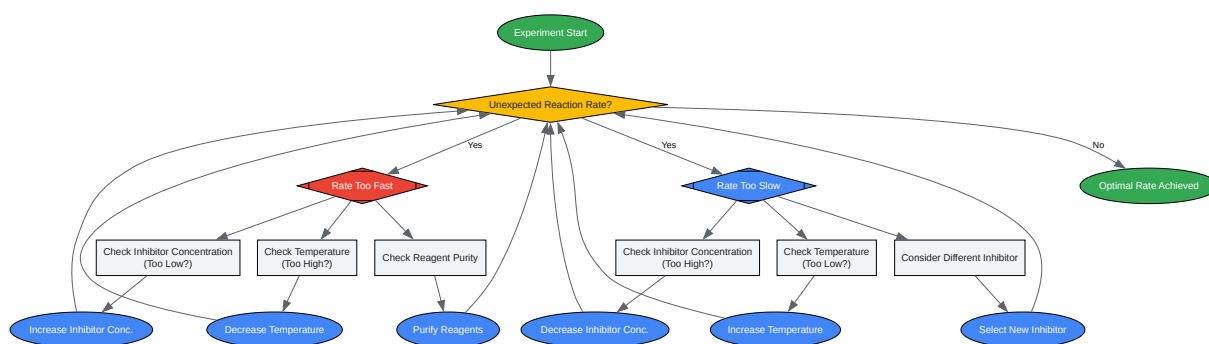 Experiment Start
Unexpected Reaction Rate?
Yes
Yes
No
Rate Too Fast
Rate Too Slow
Optimal Rate Achieved
Check Inhibitor Concentration
(Too Low?)
Check Temperature
(Too High?)
Check Reagent Purity
Check Inhibitor Concentration
(Too High?)
Check Temperature
(Too Low?)
Consider Different Inhibitor
Increase Inhibitor Conc.
Decrease Temperature
Purify Reagents
Decrease Inhibitor Conc.
Increase Temperature
Select New Inhibitor